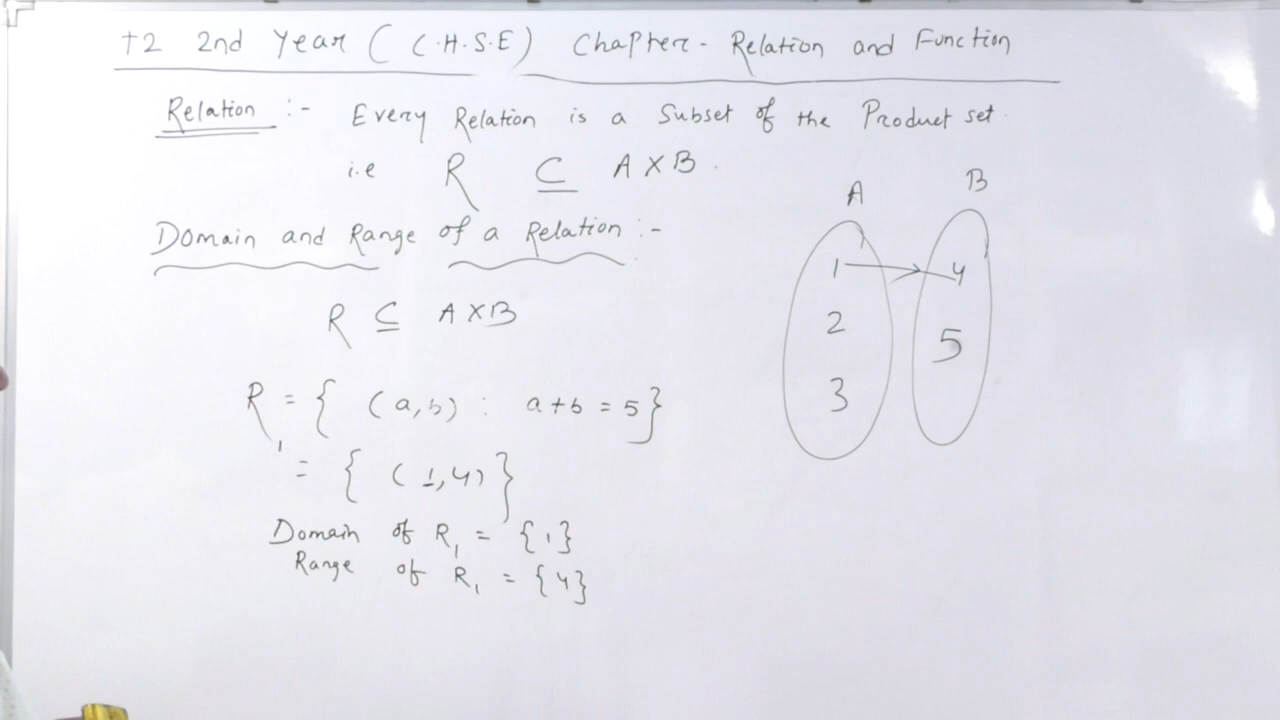 +2 2nd Year ( C.H.S.E) Chapter - Relation and Function
Relation :- Every Relation is a Subset of the Product set.
i.e R ⊆ A X B .
Domain and Range of a Relation :-
R ⊆ A X B
R₁ = { (a,b) : a+b = 5}
= { (1,4) }
Domain of R₁ = {1}
Range of R₁ = {4}
A B
1 4
2 5
3